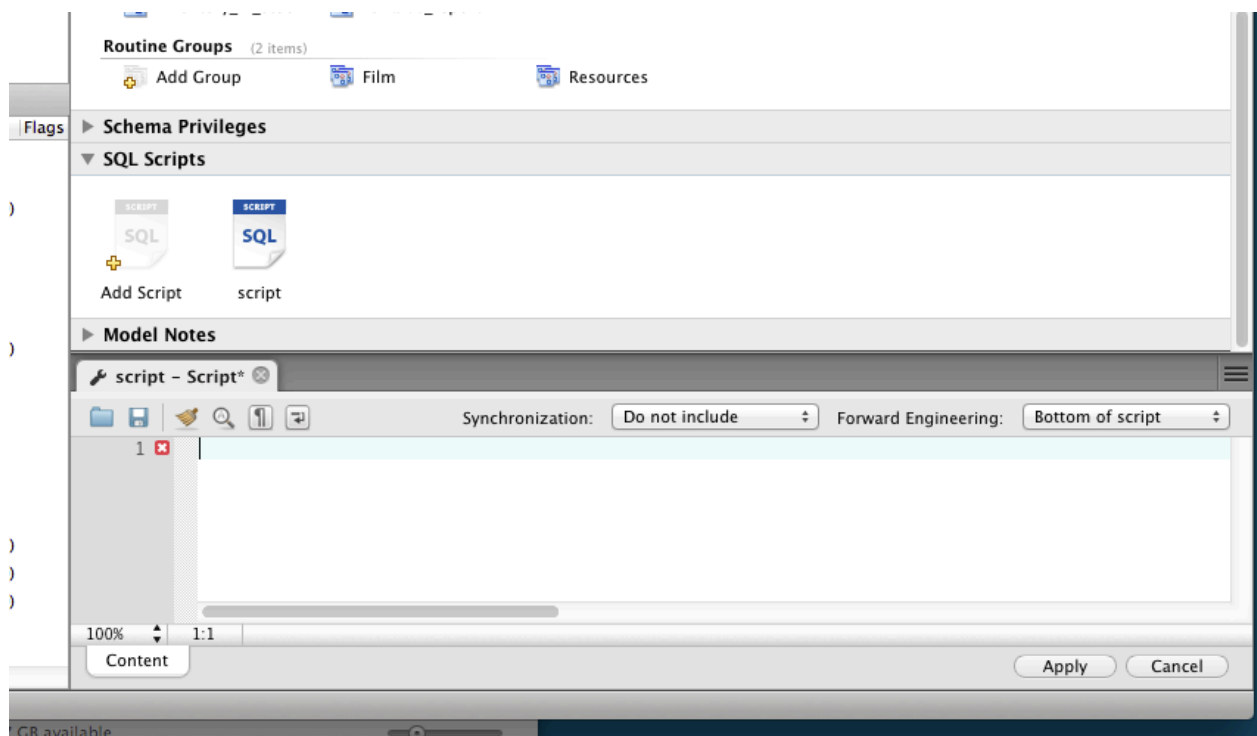 Routine Groups (2 items)
Add Group Film Resources
Flags
Schema Privileges
SQL Scripts
)
SCRIPT SCRIPT
SQL SQL
Add Script script
Model Notes
)
script – Script*
Synchronization: Do not include Forward Engineering: Bottom of script
1
)
)
)
100% 1:1
Content
Apply Cancel
GB available